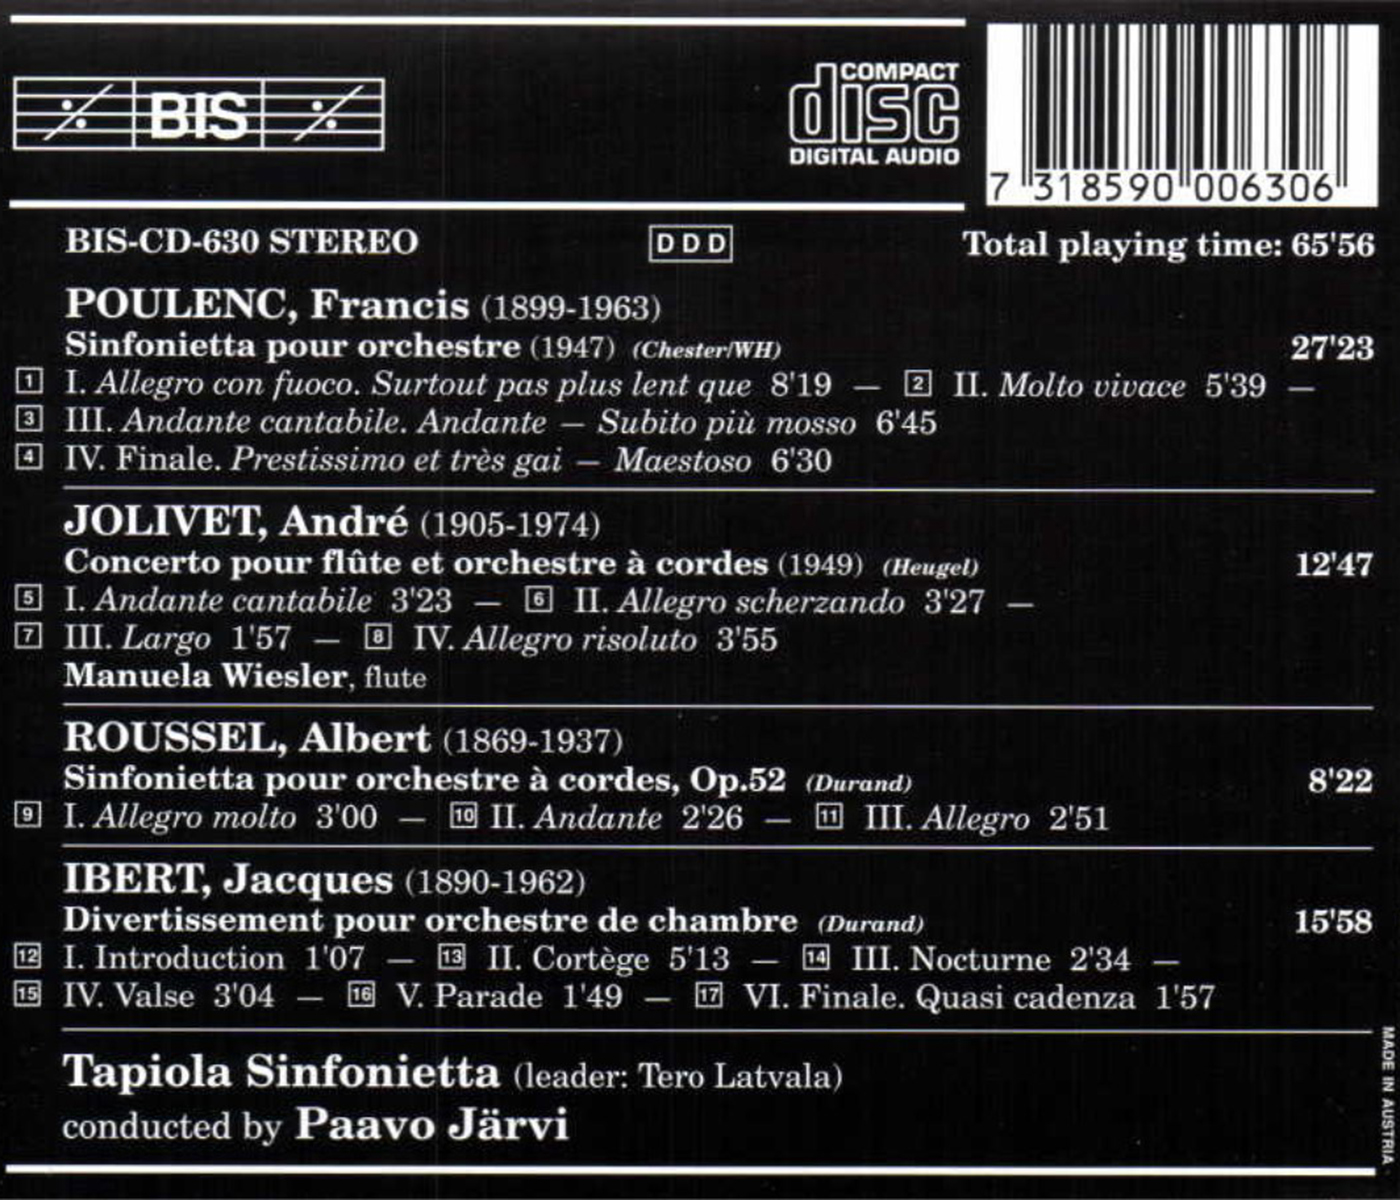 BIS
COMPACT
disc
DIGITAL AUDIO
7 318590 006306
BIS-CD-630 STEREO DDD Total playing time: 65'56
POULENC, Francis (1899-1963)
Sinfonietta pour orchestre (1947) (Chester/WH) 27'23
1 I. Allegro con fuoco. Surtout pas plus lent que 8'19 — 2 II. Molto vivace 5'39 —
3 III. Andante cantabile. Andante — Subito più mosso 6'45
4 IV. Finale. Prestissimo et très gai — Maestoso 6'30
JOLIVET, André (1905-1974)
Concerto pour flûte et orchestre à cordes (1949) (Heugel) 12'47
5 I. Andante cantabile 3'23 — 6 II. Allegro scherzando 3'27 —
7 III. Largo 1'57 — 8 IV. Allegro risoluto 3'55
Manuela Wiesler, flute
ROUSSEL, Albert (1869-1937)
Sinfonietta pour orchestre à cordes, Op.52 (Durand) 8'22
9 I. Allegro molto 3'00 — 10 II. Andante 2'26 — 11 III. Allegro 2'51
IBERT, Jacques (1890-1962)
Divertissement pour orchestre de chambre (Durand) 15'58
12 I. Introduction 1'07 — 13 II. Cortège 5'13 — 14 III. Nocturne 2'34 —
15 IV. Valse 3'04 — 16 V. Parade 1'49 — 17 VI. Finale. Quasi cadenza 1'57
Tapiola Sinfonietta (leader: Tero Latvala)
conducted by Paavo Järvi
MADE IN AUSTRIA